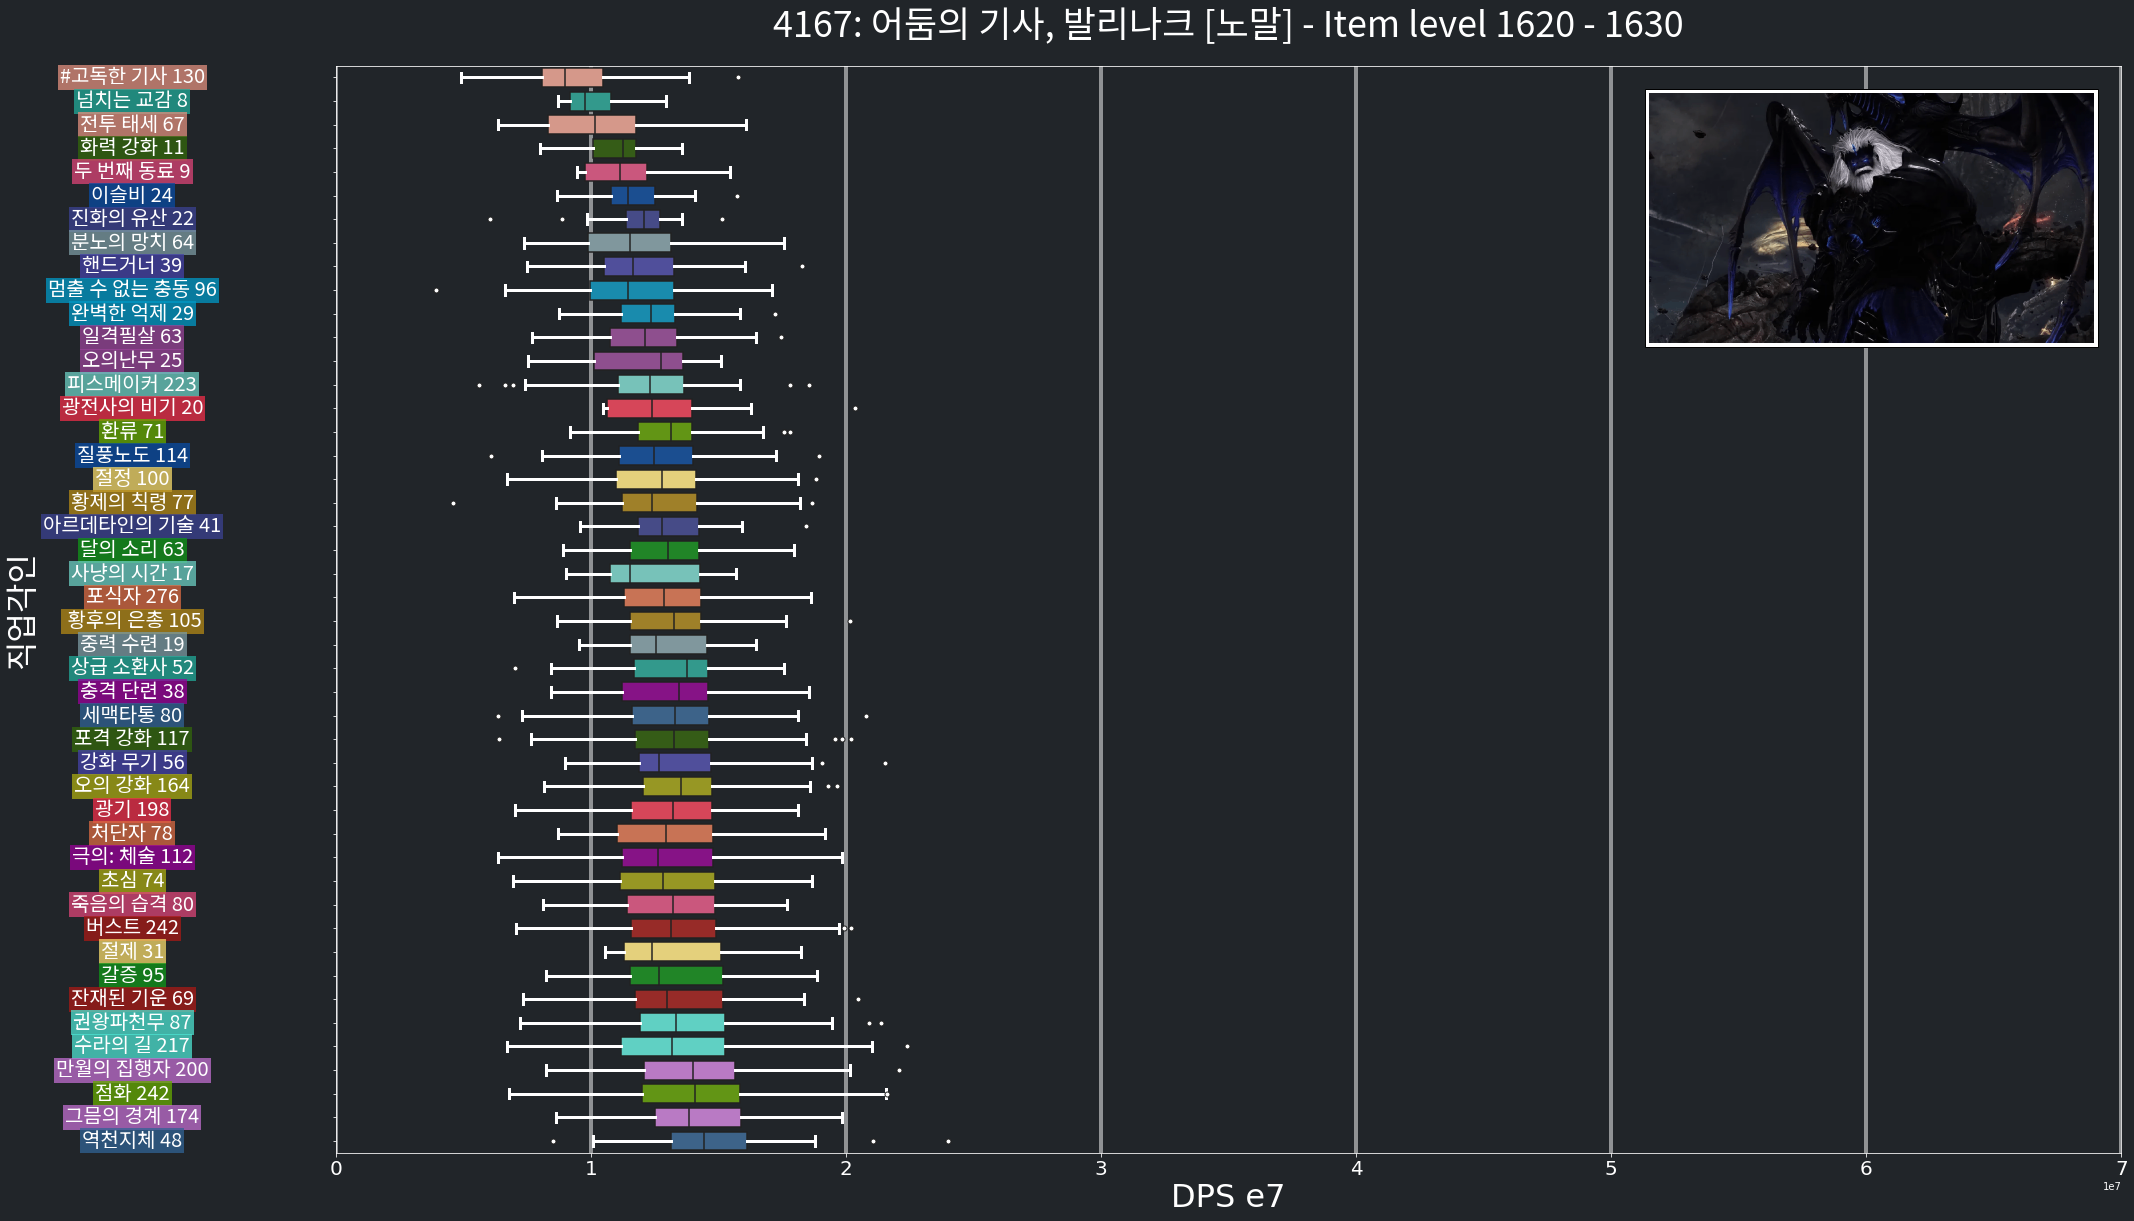 4167: 어둠의 기사, 발리나크 [노말] - Item level 1620 - 1630
#고독한 기사 130
넘치는 교감 8
전투 태세 67
화력 강화 11
두 번째 동료 9
이슬비 24
진화의 유산 22
분노의 망치 64
핸드거너 39
멈출 수 없는 충동 96
완벽한 억제 29
일격필살 63
오의난무 25
피스메이커 223
광전사의 비기 20
환류 71
질풍노도 114
절정 100
황제의 칙령 77
아르데타인의 기술 41
달의 소리 63
사냥의 시간 17
포식자 276
황후의 은총 105
중력 수련 19
상급 소환사 52
충격 단련 38
세맥타통 80
포격 강화 117
강화 무기 56
오의 강화 164
광기 198
처단자 78
극의: 체술 112
초심 74
죽음의 습격 80
버스트 242
절제 31
갈증 95
잔재된 기운 69
권왕파천무 87
수라의 길 217
만월의 집행자 200
점화 242
그믐의 경계 174
역천지체 48
직업각인
0 1 2 3 4 5 6 7
1e7
DPS e7